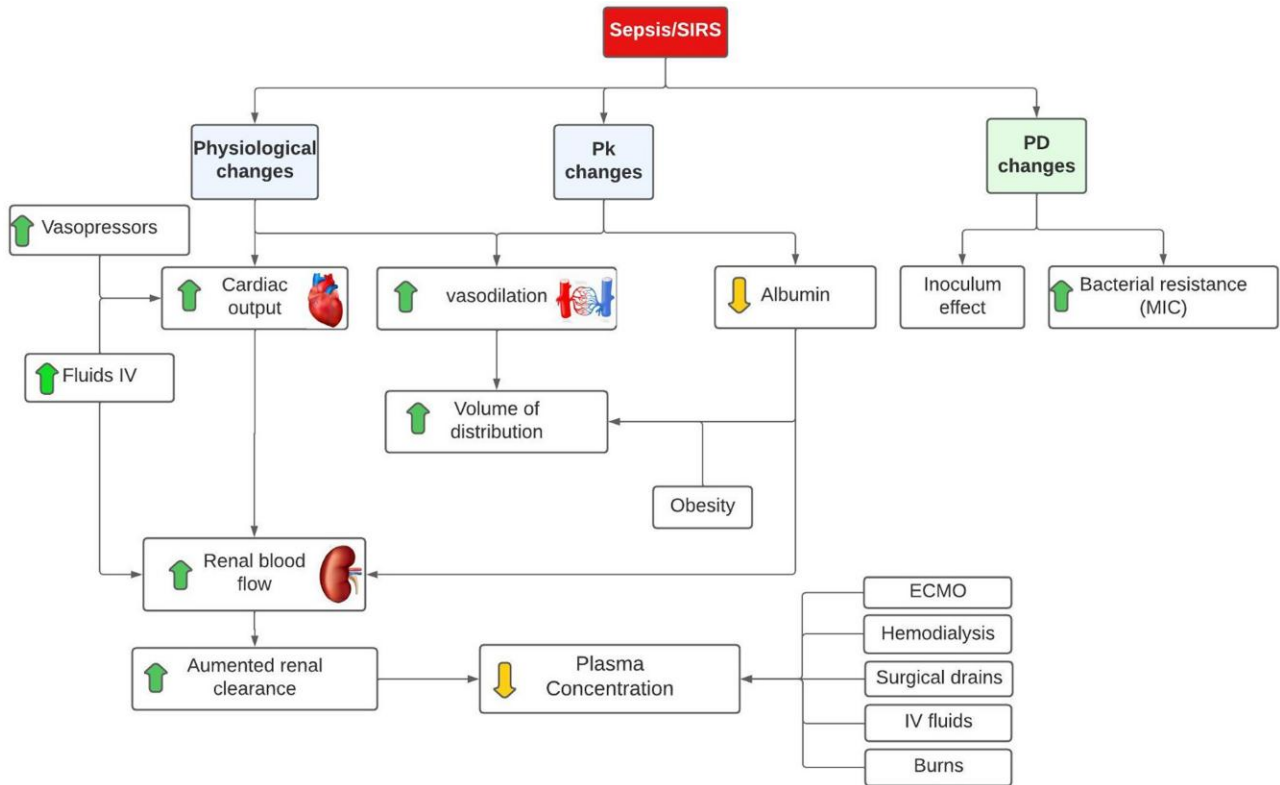 Sepsis/SIRS
Physiological
changes
Pk
changes
PD
changes
Vasopressors
Cardiac
output
vasodilation
Albumin
Inoculum
effect
Bacterial resistance
(MIC)
Fluids IV
Volume of
distribution
Obesity
Renal blood
flow
Aumented renal
clearance
Plasma
Concentration
ECMO
Hemodialysis
Surgical drains
IV fluids
Burns